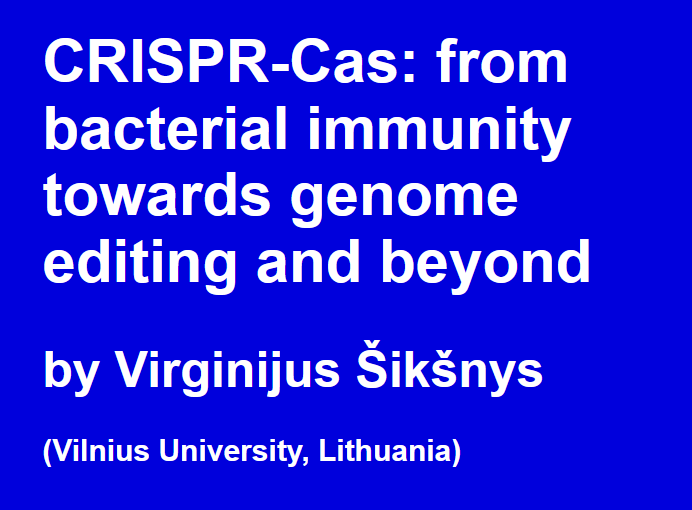 CRISPR-Cas: from
bacterial immunity
towards genome
editing and beyond
by Virginijus Šikšnys
(Vilnius University, Lithuania)